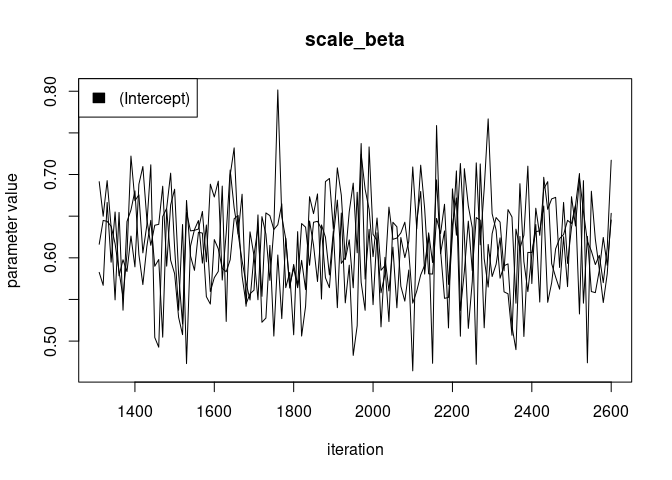 scale_beta
(Intercept)
parameter value
0.80
0.70
0.60
0.50
1400 1600 1800 2000 2200 2400 2600
iteration